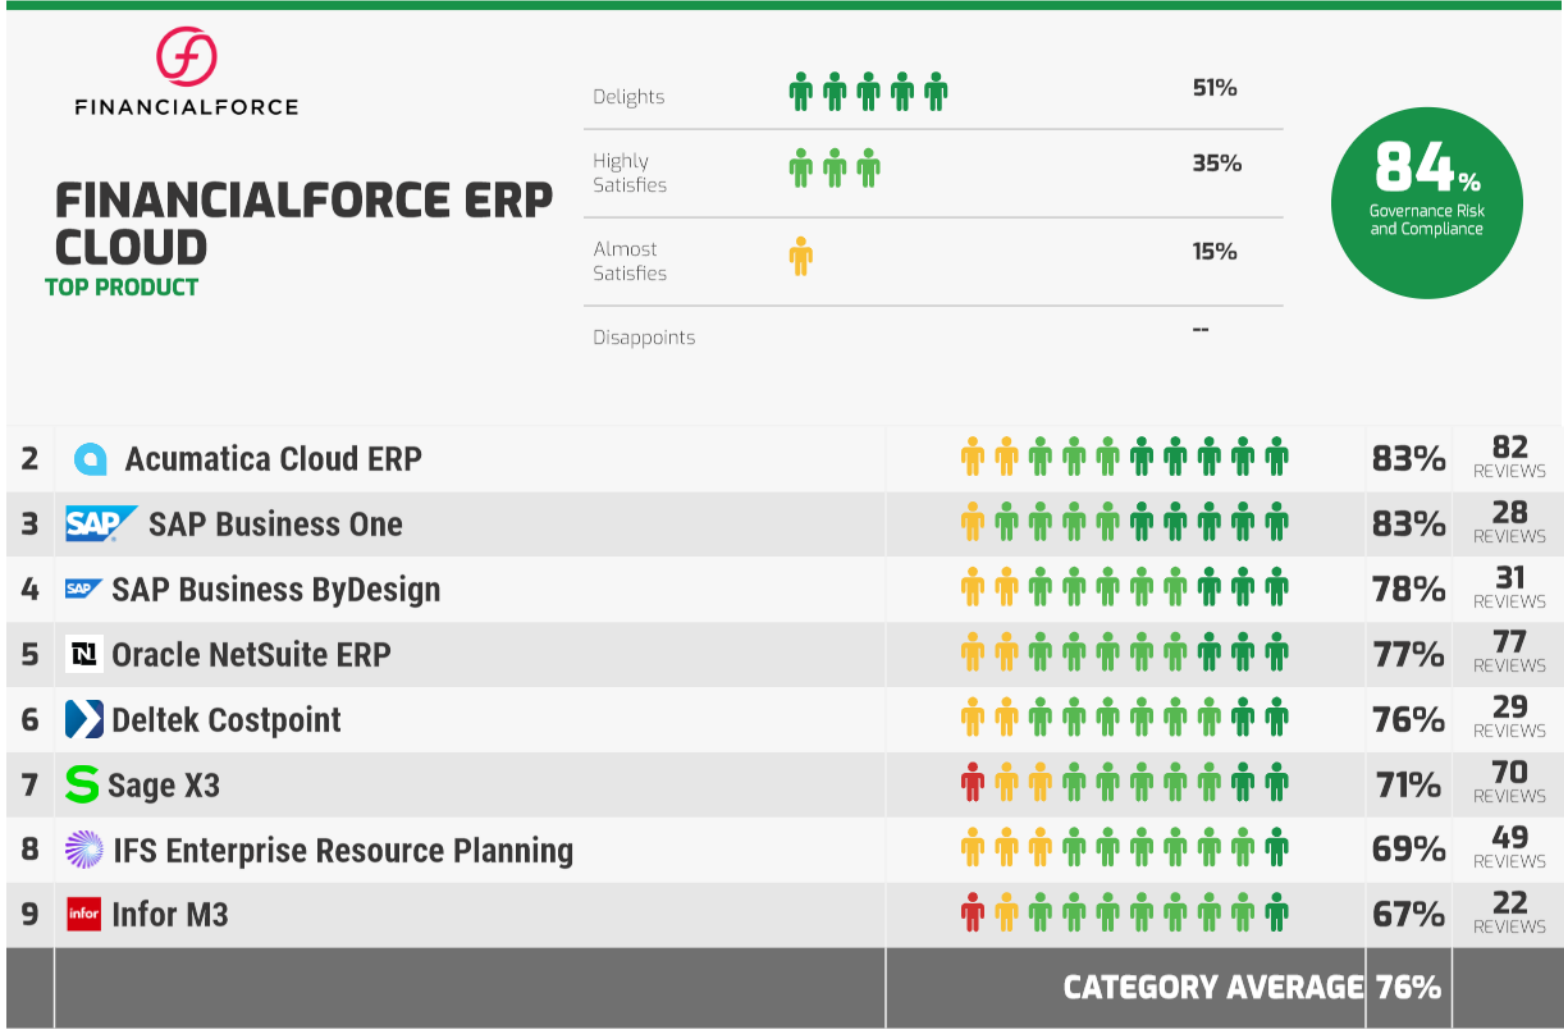 FINANCIALFORCE
FINANCIALFORCE ERP
CLOUD
TOP PRODUCT
Delights 51%
Highly
Satisfies 35%
Almost
Satisfies 15%
Disappoints --
84%
Governance Risk
and Compliance
2 Acumatica Cloud ERP 83% 82
REVIEWS
3 SAP SAP Business One 83% 28
REVIEWS
4 SAP SAP Business ByDesign 78% 31
REVIEWS
5 N Oracle NetSuite ERP 77% 77
REVIEWS
6 Deltek Costpoint 76% 29
REVIEWS
7 S Sage X3 71% 70
REVIEWS
8 IFS Enterprise Resource Planning 69% 49
REVIEWS
9 infor Infor M3 67% 22
REVIEWS
CATEGORY AVERAGE 76%